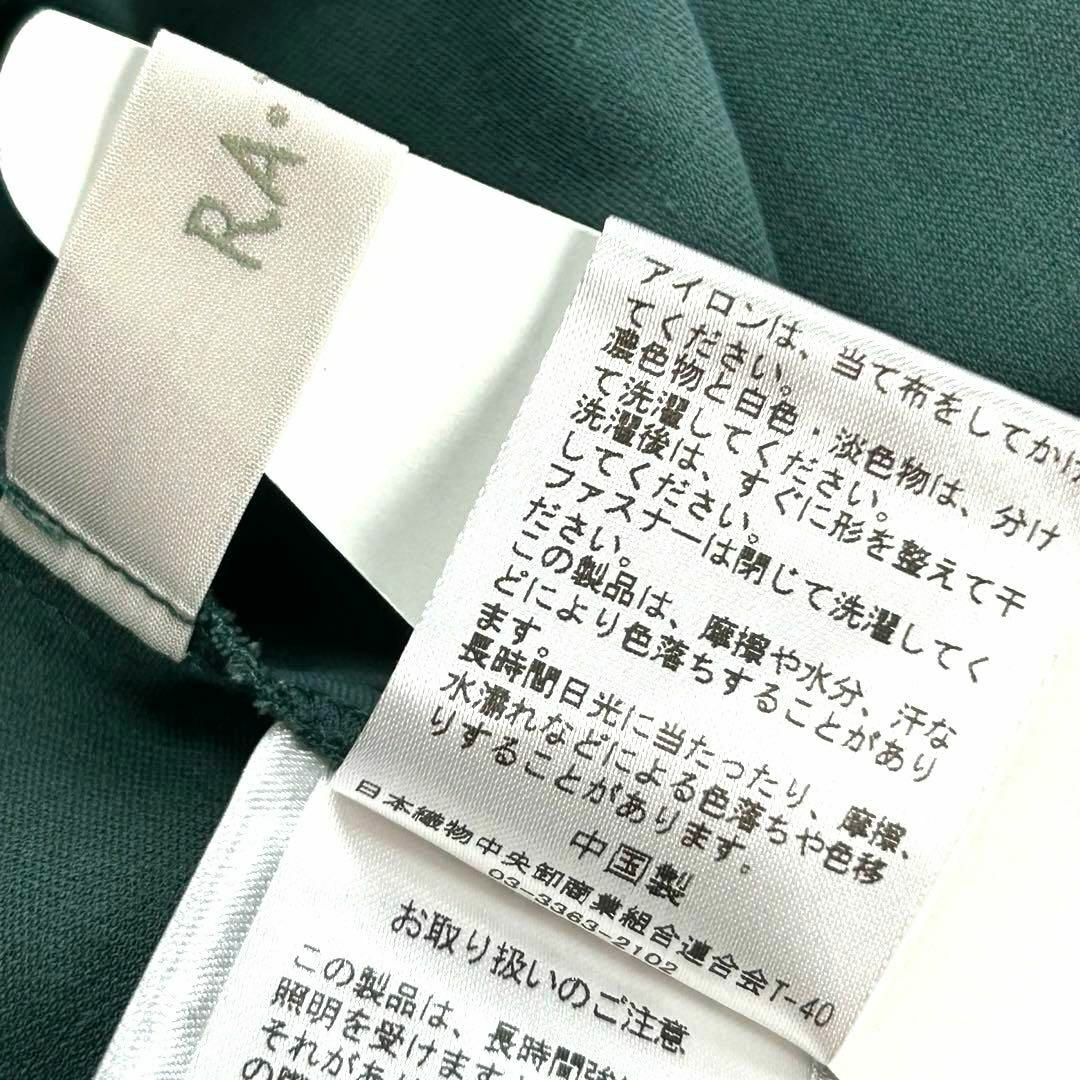 RA.
アイロンは、当て布をしてかけ
てください。
濃色物と白色・淡色物は、分け
て洗濯してください。
洗濯後は、すぐに形を整えて干
してください。
ファスナーは閉じて洗濯してく
ださい。
この製品は、摩擦や水分、汗な
どにより色落ちすることがあり
ます。
長時間日光に当たったり、摩擦、
水濡れなどによる色落ちや色移
りすることがあります。
中国製
日本織物中央卸商業組合連合会T-40
03-3363-2102
お取り扱いのご注意
この製品は、長時間強
照明を受けます
それがあり